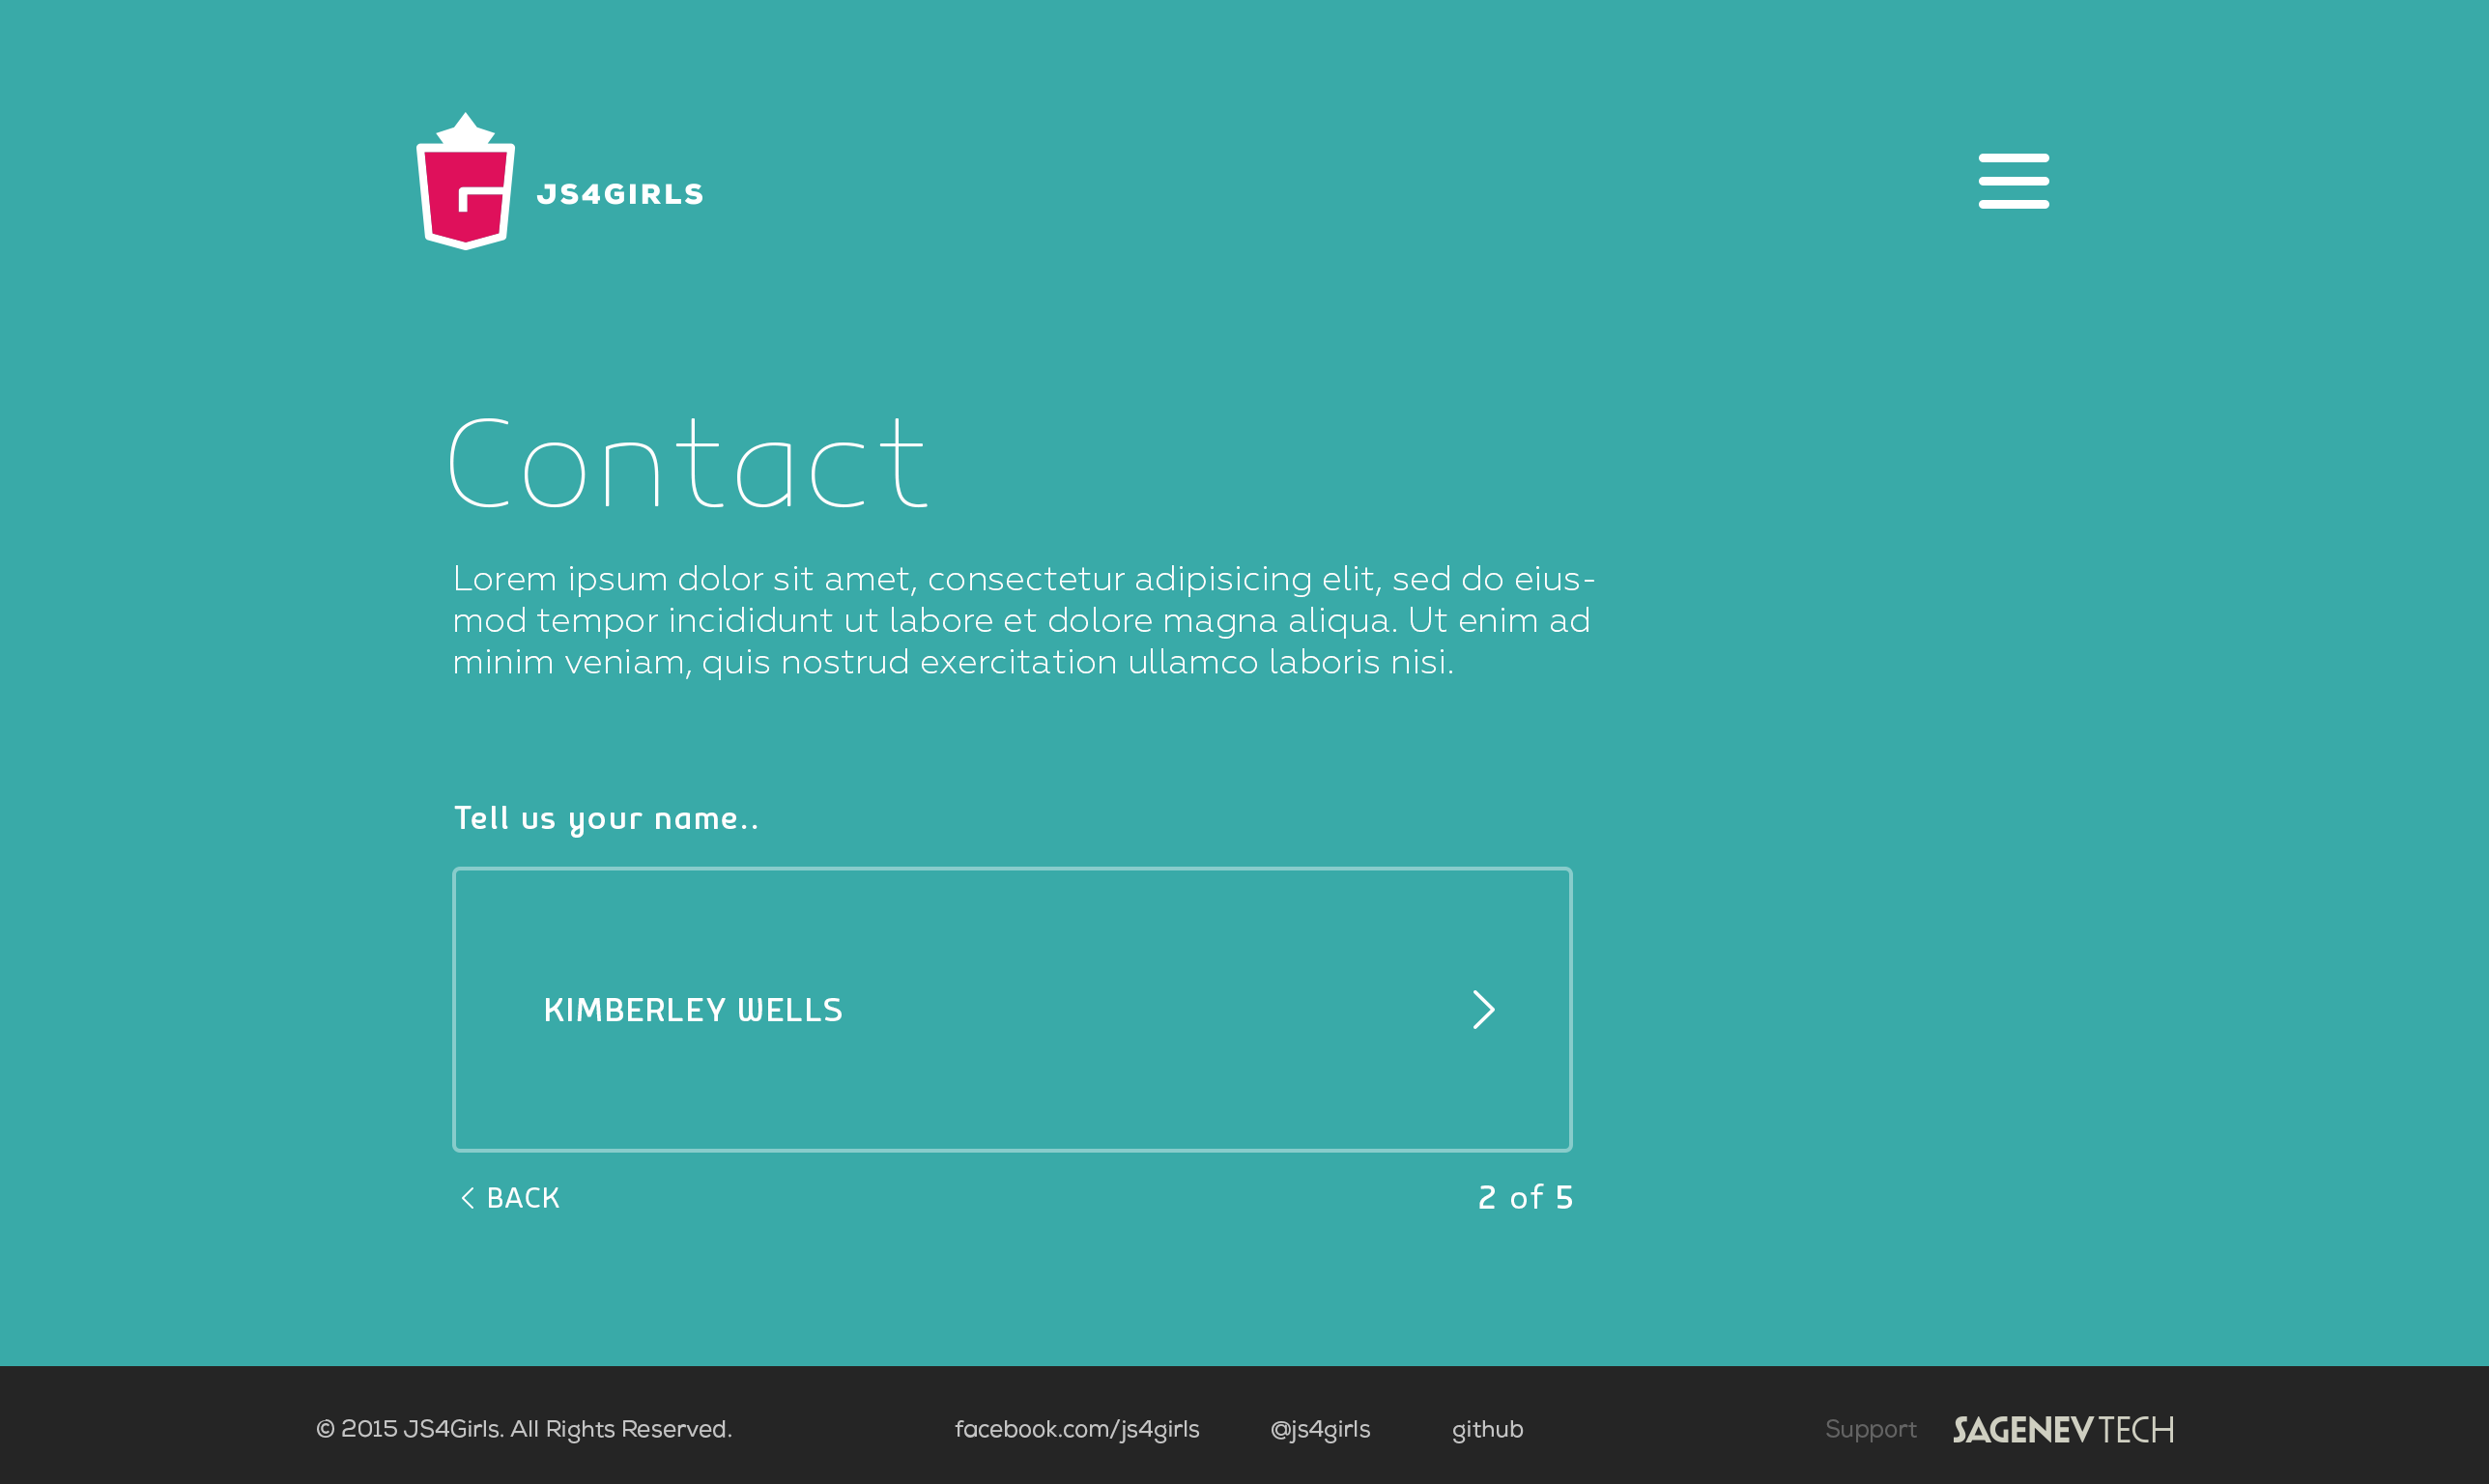 JS4GIRLS
Contact
Lorem ipsum dolor sit amet, consectetur adipisicing elit, sed do eius-
mod tempor incididunt ut labore et dolore magna aliqua. Ut enim ad
minim veniam, quis nostrud exercitation ullamco laboris nisi.
Tell us your name..
KIMBERLEY WELLS
BACK
2 of 5
© 2015 JS4Girls. All Rights Reserved.
facebook.com/js4girls
@js4girls
github
Support
SAGENEVTECH